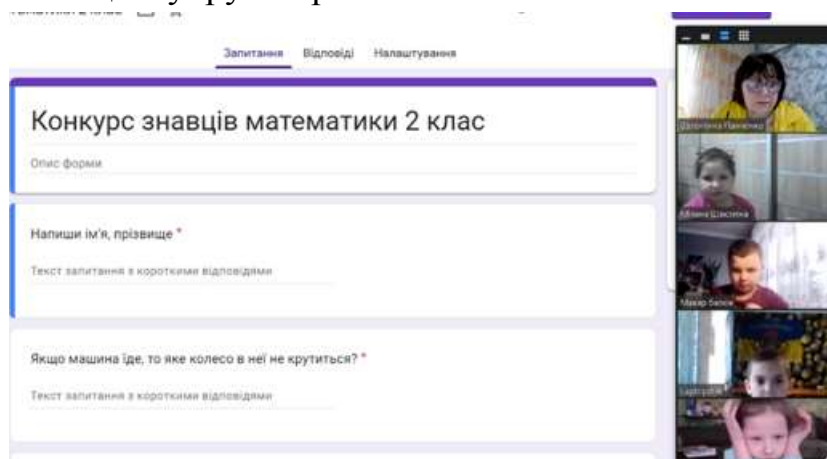 Запитання Відповіді Налаштування
Конкурс знавців математики 2 клас
Опис форми
Напиши ім'я, прізвище *
Текст запитання з короткими відповідями
Якщо машина їде, то яке колесо в неї не крутиться? *
Текст запитання з короткими відповідями